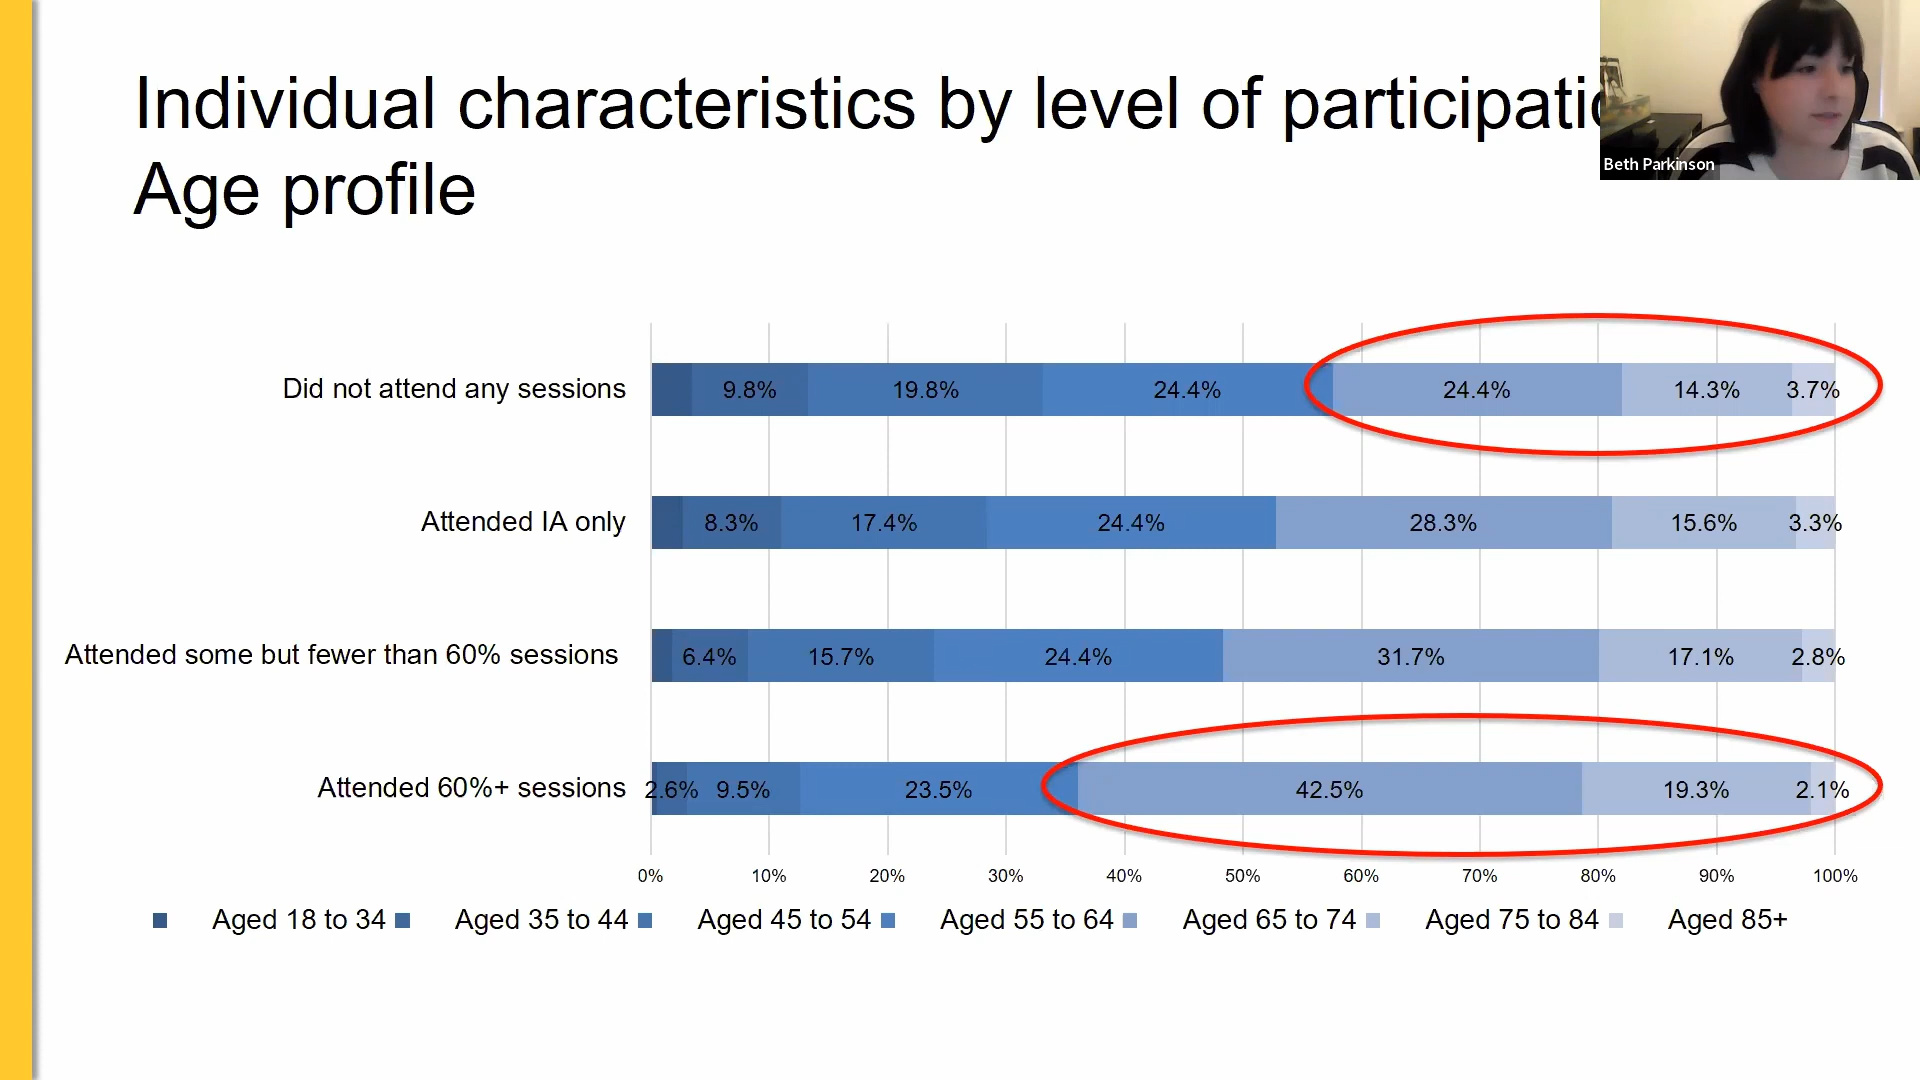 Individual characteristics by level of
Age profile
Beth Parkinson
Did not attend any sessions 9.8% 19.8% 24.4% 24.4% 14.3% 3.7%
Attended IA only 8.3% 17.4% 24.4% 28.3% 15.6% 3.3%
Attended some but fewer than 60% sessions 6.4% 15.7% 24.4% 31.7% 17.1% 2.8%
Attended 60%+ sessions 2.6% 9.5% 23.5% 42.5% 19.3% 2.1%
0% 10% 20% 30% 40% 50% 60% 70% 80% 90% 100%
Aged 18 to 34 Aged 35 to 44 Aged 45 to 54 Aged 55 to 64 Aged 65 to 74 Aged 75 to 84 Aged 85+